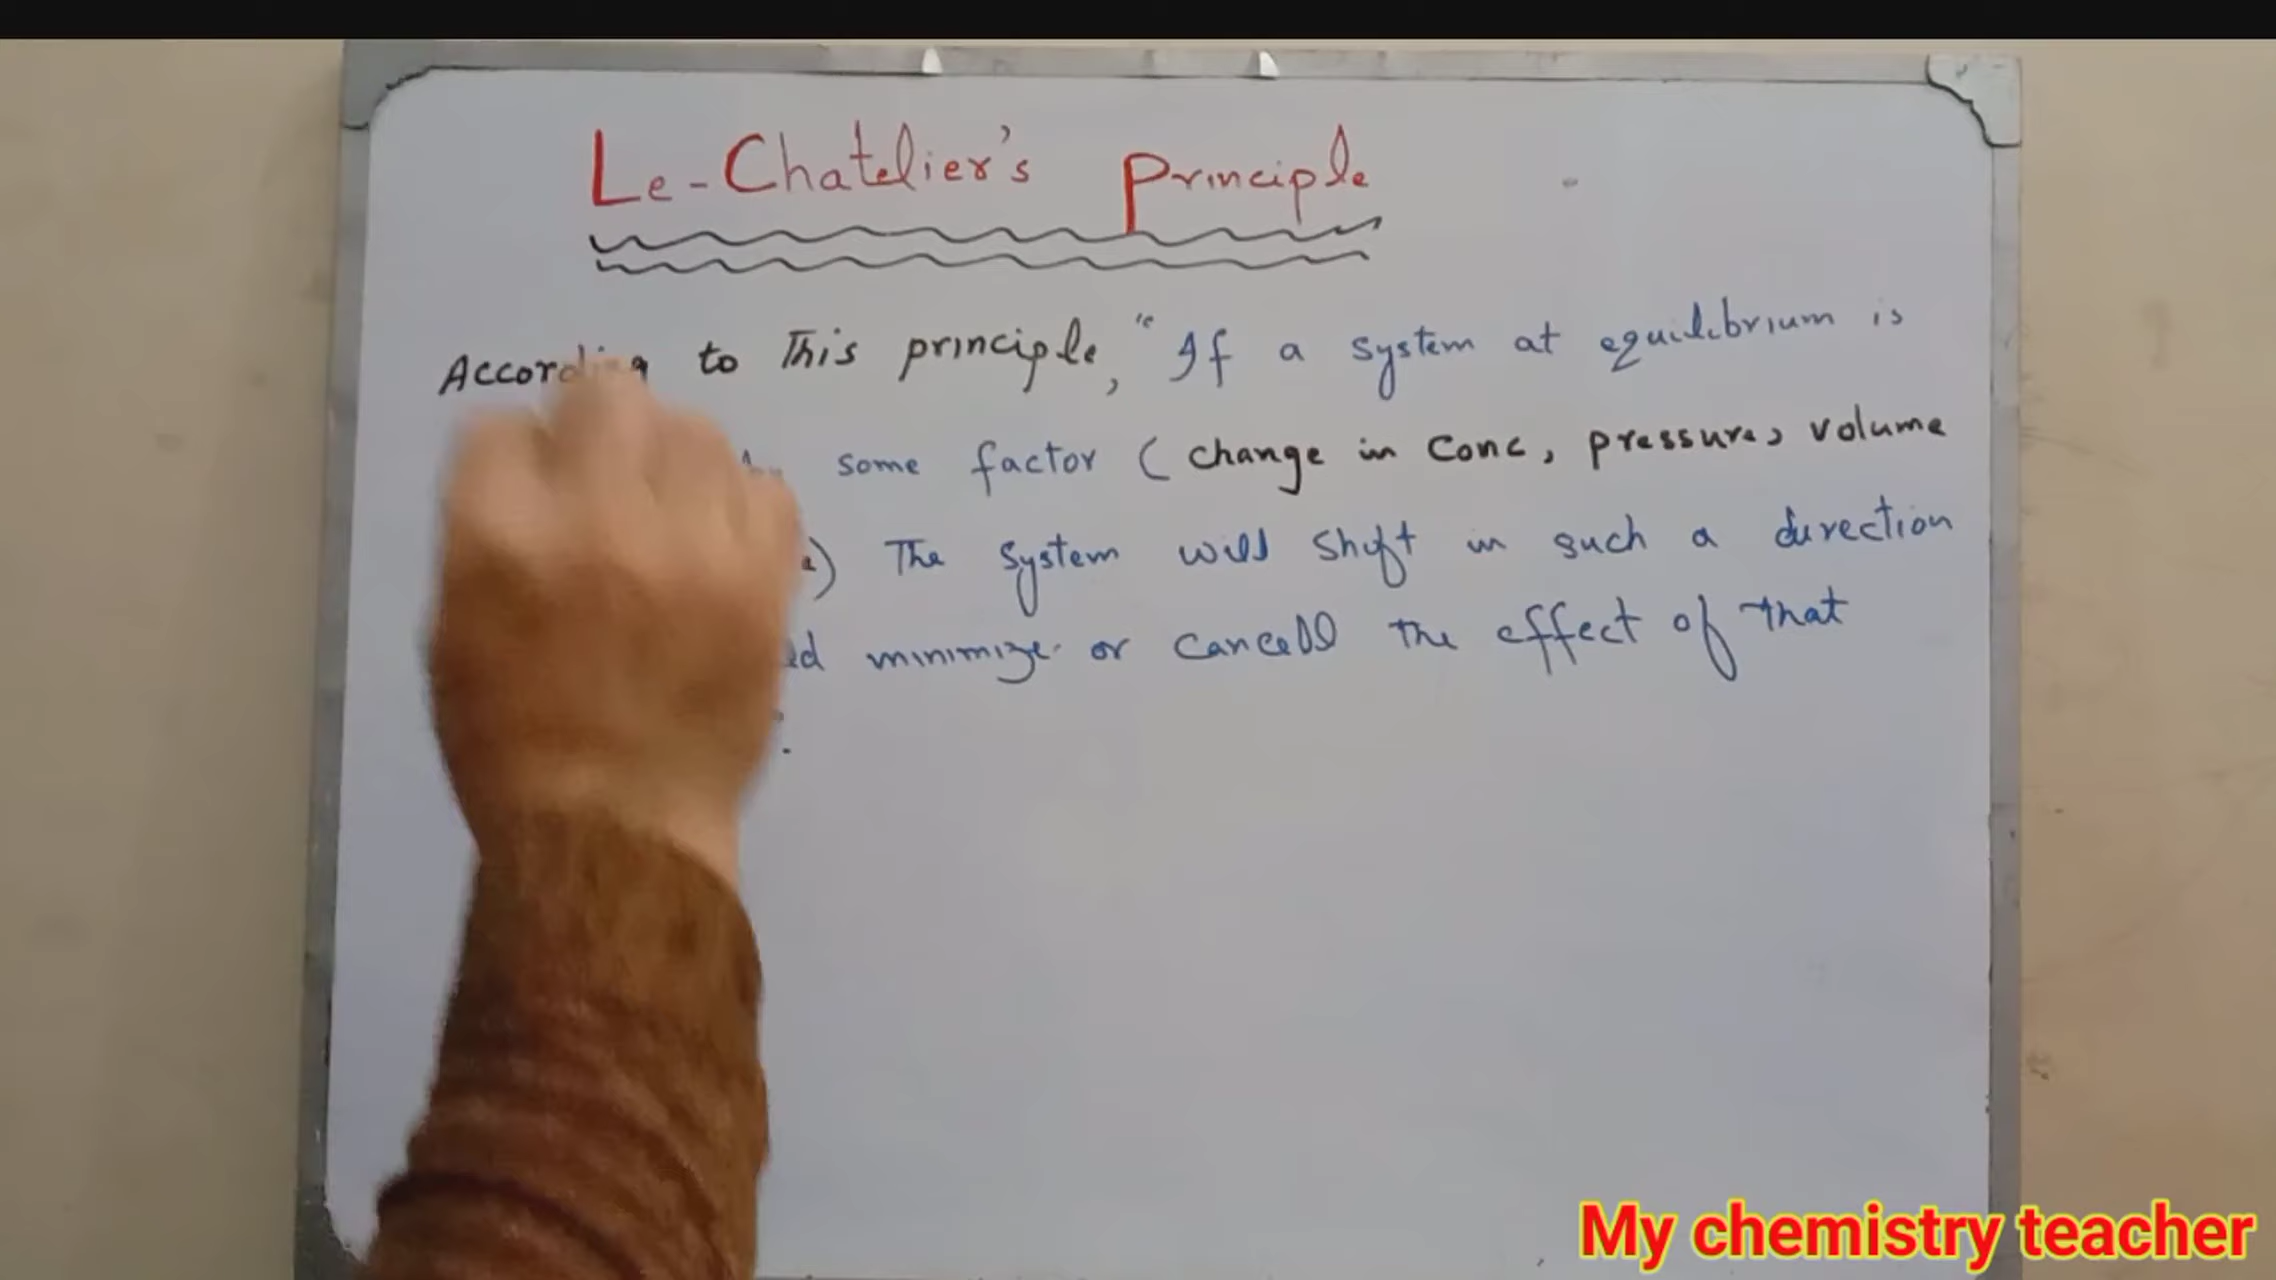 Le-Chatelier's Principle
According to This principle, "If a system at equilibrium is
some factor (change in conc, pressure, volume
) The system will shift in such a direction
minimize or cancell the effect of that
My chemistry teacher